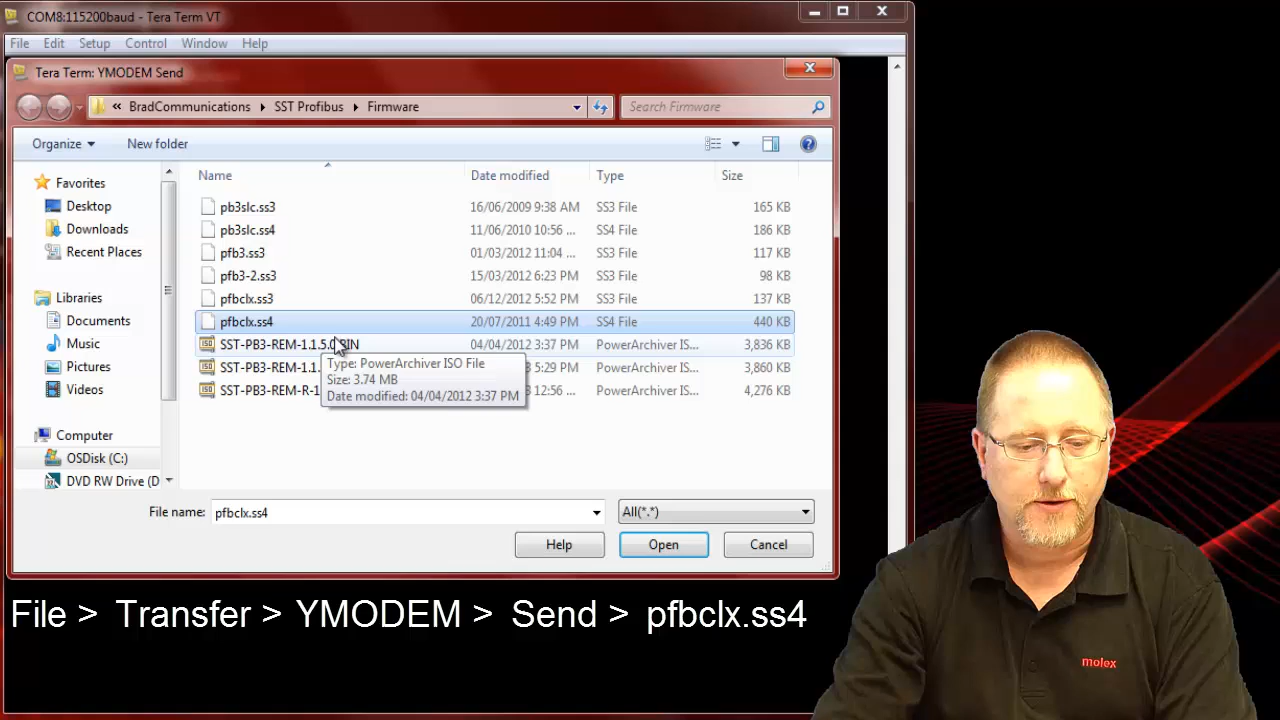 COM8:115200baud - Tera Term VT
File Edit Setup Control Window Help
Tera Term: YMODEM Send
« BradCommunications SST Profibus Firmware Search Firmware
Organize New folder
Name Date modified Type Size
Favorites
Desktop
Downloads
Recent Places
Libraries
Documents
Music
Pictures
Videos
Computer
OSDisk (C:)
DVD RW Drive (D
pb3slc.ss3 16/06/2009 9:38 AM SS3 File 165 KB
pb3slc.ss4 11/06/2010 10:56 ... SS4 File 186 KB
pfb3.ss3 01/03/2012 11:04 ... SS3 File 117 KB
pfb3-2.ss3 15/03/2012 6:23 PM SS3 File 98 KB
pfbclx.ss3 06/12/2012 5:52 PM SS3 File 137 KB
pfbclx.ss4 20/07/2011 4:49 PM SS4 File 440 KB
SST-PB3-REM-1.1.5.0.BIN 04/04/2012 3:37 PM PowerArchiver IS... 3,836 KB
SST-PB3-REM-1.1. 5:29 PM PowerArchiver IS... 3,860 KB
SST-PB3-REM-R-1 12:56 ... PowerArchiver IS... 4,276 KB
Type: PowerArchiver ISO File
Size: 3.74 MB
Date modified: 04/04/2012 3:37 PM
File name: pfbclx.ss4 All(*.*)
Help Open Cancel
File > Transfer > YMODEM > Send > pfbclx.ss4
molex